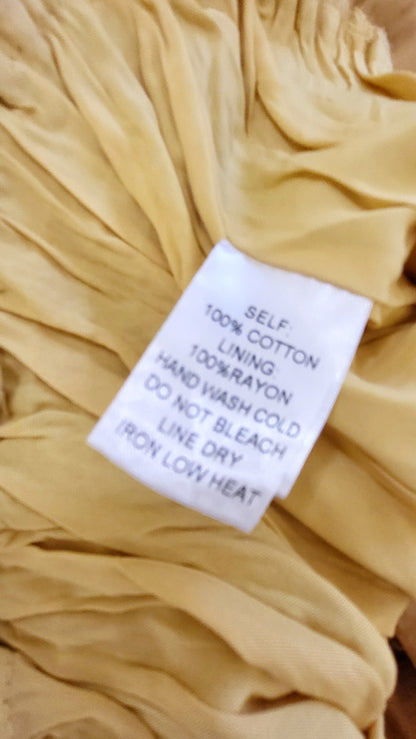 SELF:
100% COTTON
LINING:
100%RAYON
HAND WASH COLD
DO NOT BLEACH
LINE DRY
IRON LOW HEAT